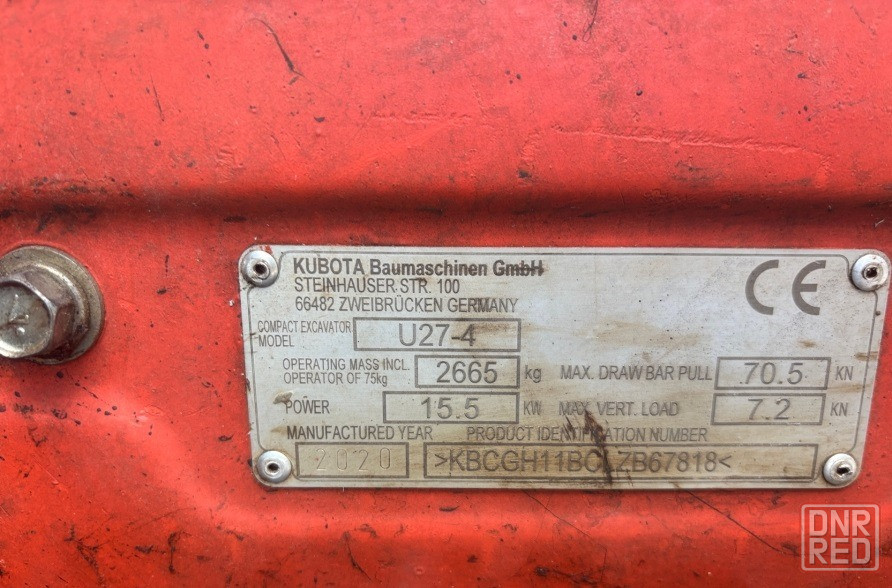 KUBOTA Baumaschinen GmbH
STEINHAUSER STR. 100
66482 ZWEIBRÜCKEN GERMANY
CE
COMPACT EXCAVATOR
MODEL U27-4
OPERATING MASS INCL.
OPERATOR OF 75kg 2665 kg MAX. DRAW BAR PULL 70.5 KN
POWER 15.5 KW MAX. VERT. LOAD 7.2 KN
MANUFACTURED YEAR PRODUCT IDENTIFICATION NUMBER
2020 >KBCGH11BCLZB67818<
DNR
RED